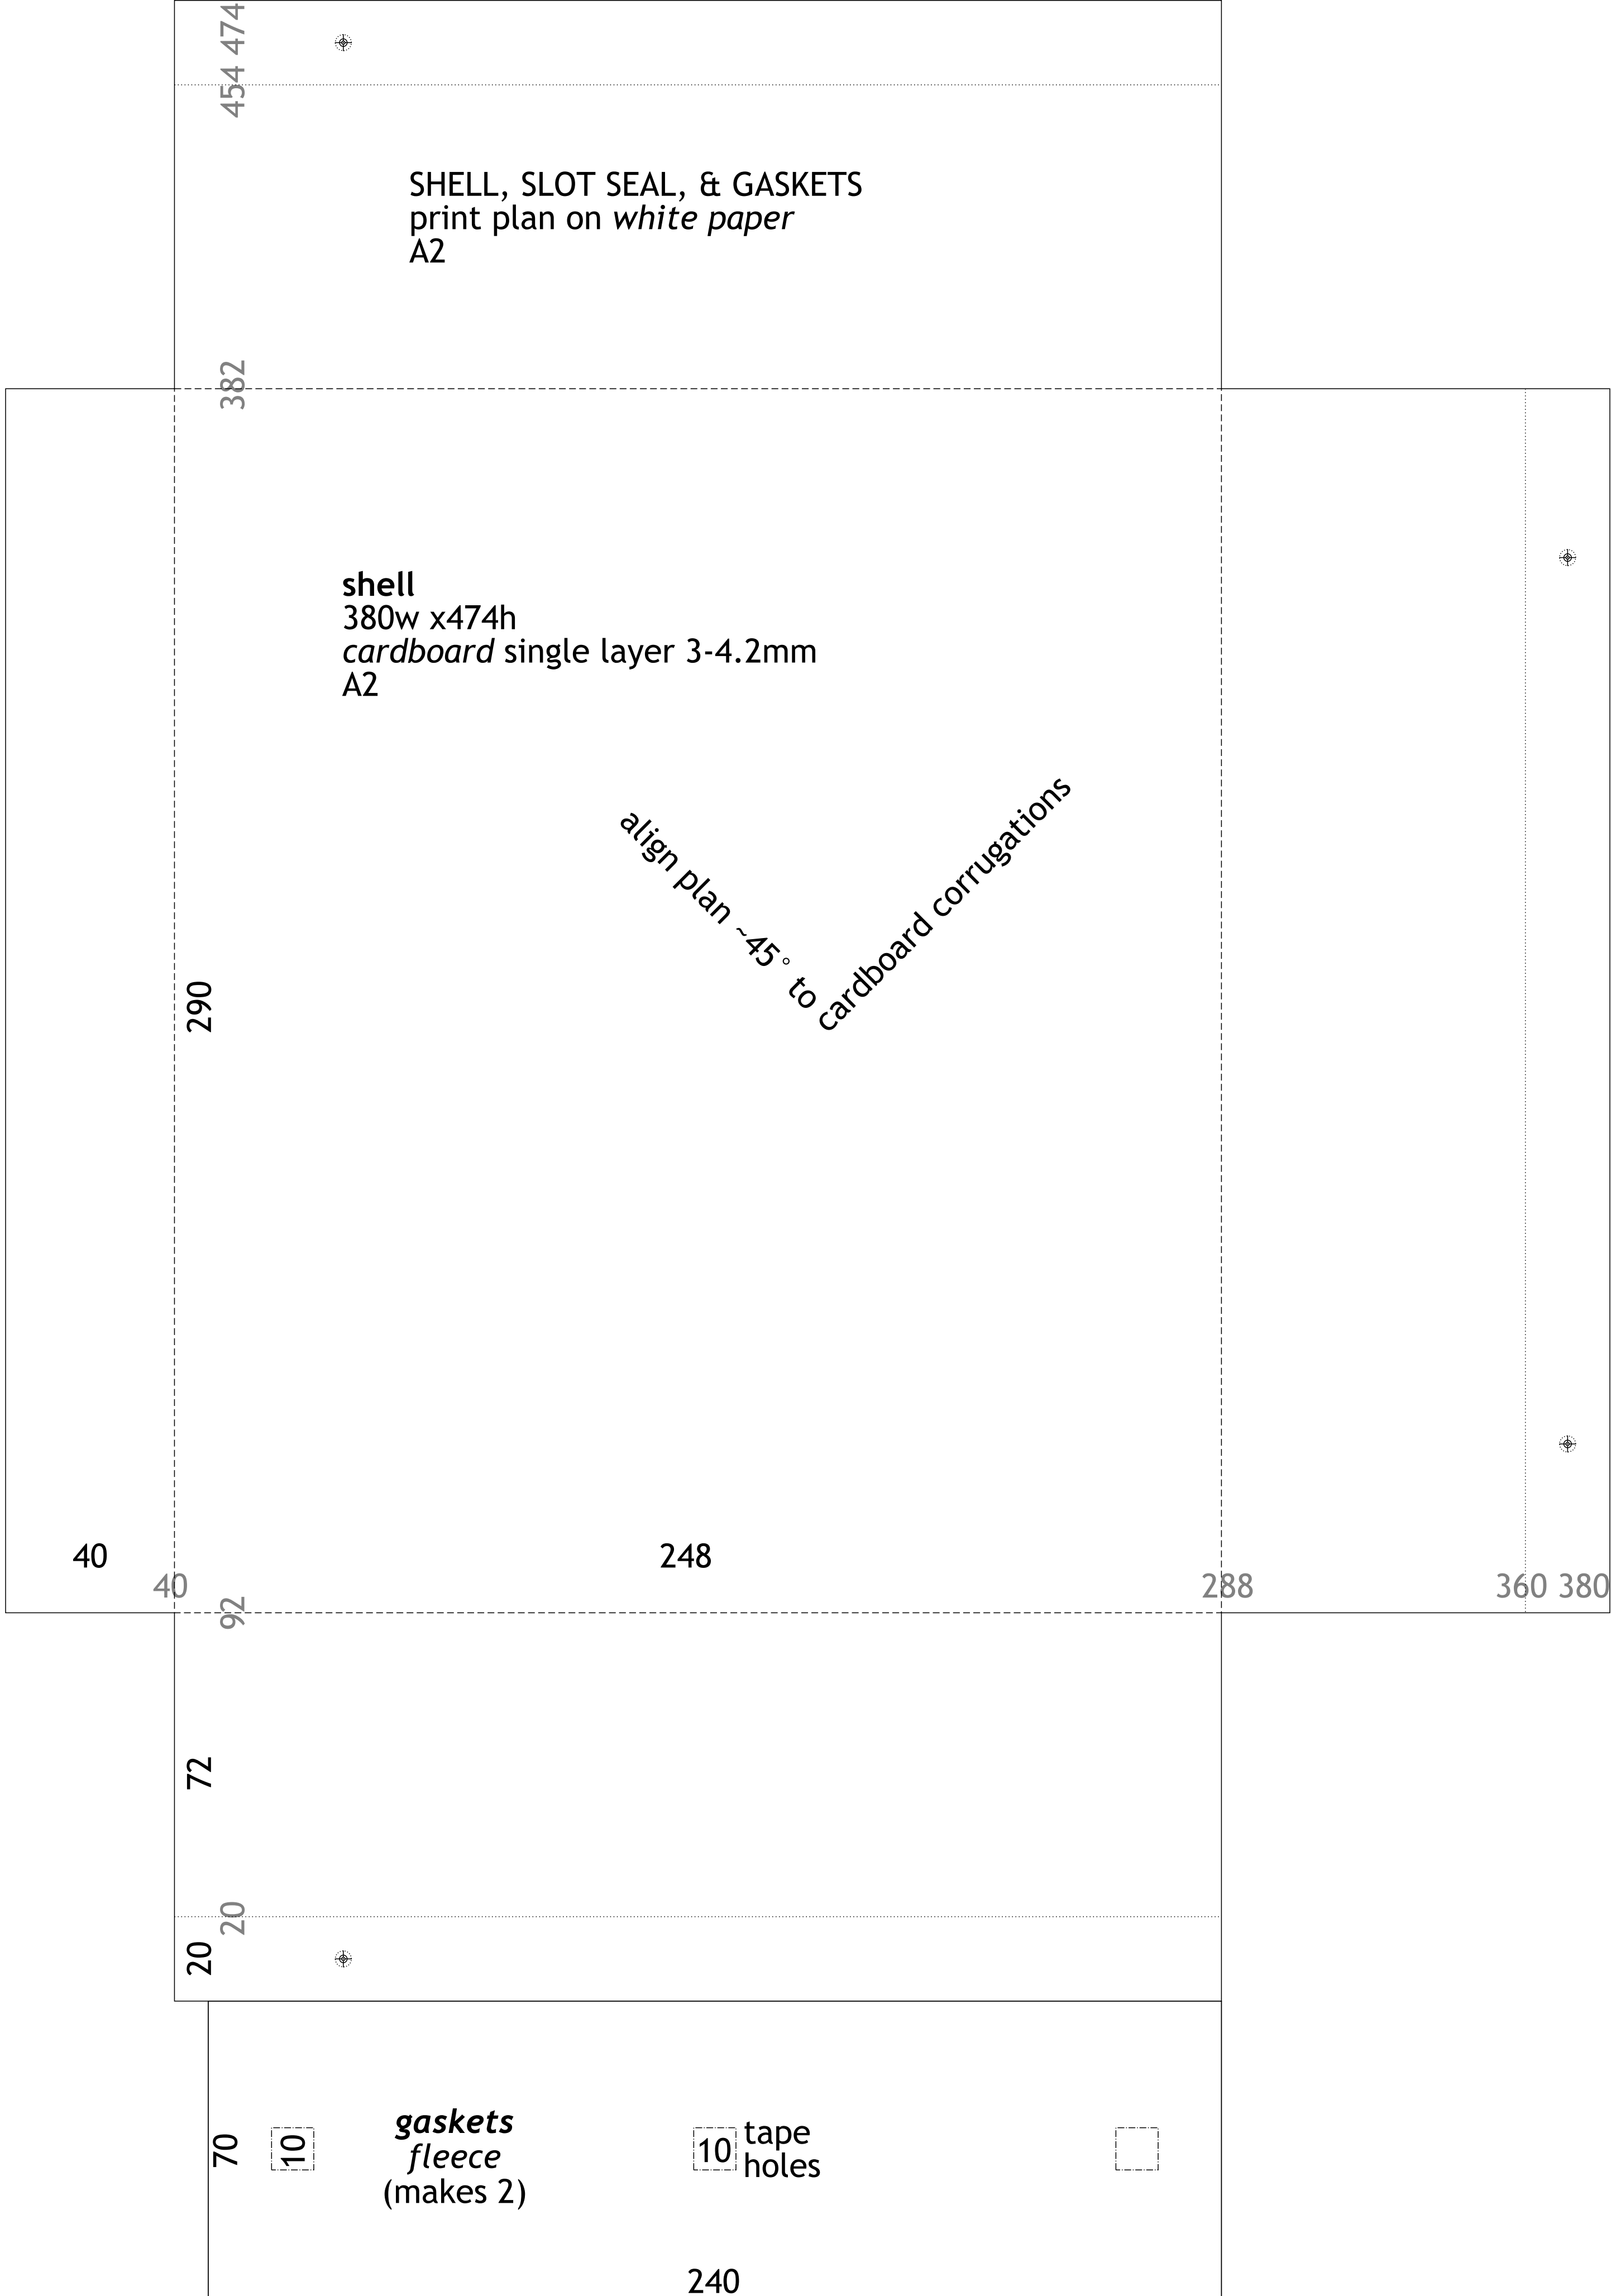 454 474
SHELL, SLOT SEAL, & GASKETS
print plan on white paper
A2
382
shell
380w x474h
cardboard single layer 3-4.2mm
A2
align plan ~45° to
cardboard corrugations
290
40
248
40
288
360 380
92
72
20
20
gaskets
fleece
(makes 2)
70
10
10
tape
holes
240